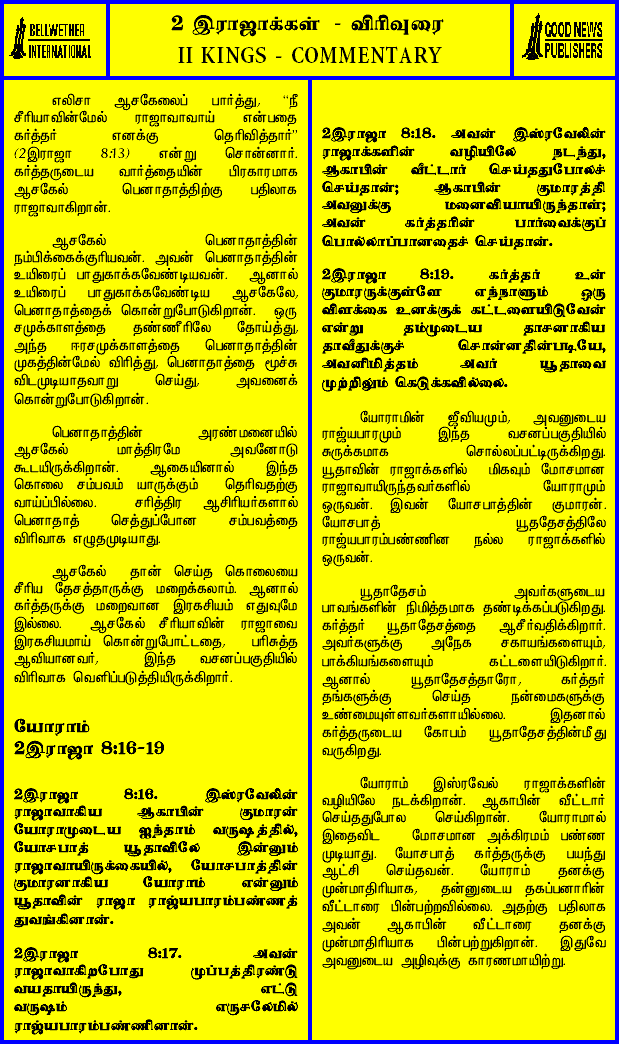 BELLWETHER
INTERNATIONAL
2 இராஜாக்கள் - விரிவுரை
II KINGS - COMMENTARY
GOOD NEWS
PUBLISHERS
எலிசா ஆசகேலைப் பார்த்து, “நீ
சீரியாவின்மேல் ராஜாவாவாய் என்பதை
கர்த்தர் எனக்கு தெரிவித்தார்”
(2இராஜா 8:13) என்று சொன்னார்.
கர்த்தருடைய வார்த்தையின் பிரகாரமாக
ஆசகேல் பெனாதாத்திற்கு பதிலாக
ராஜாவாகிறான்.
ஆசகேல் பெனாதாத்தின்
நம்பிக்கைக்குரியவன். அவன் பெனாதாத்தின்
உயிரைப் பாதுகாக்கவேண்டியவன். ஆனால்
உயிரைப் பாதுகாக்கவேண்டிய ஆசகேலே,
பெனாதாத்தைக் கொன்றுபோடுகிறான். ஒரு
சமுக்காளத்தை தண்ணீரிலே தோய்த்து,
அந்த ஈரசமுக்காளத்தை பெனாதாத்தின்
முகத்தின்மேல் விரித்து, பெனாதாத்தை மூச்சு
விடமுடியாதவாறு செய்து, அவனைக்
கொன்றுபோடுகிறான்.
பெனாதாத்தின் அரண்மனையில்
ஆசகேல் மாத்திரமே அவனோடு
கூடயிருக்கிறான். ஆகையினால் இந்த
கொலை சம்பவம் யாருக்கும் தெரிவதற்கு
வாய்ப்பில்லை. சரித்திர ஆசிரியர்களால்
பெனாதாத் செத்துப்போன சம்பவத்தை
விரிவாக எழுதமுடியாது.
ஆசகேல் தான் செய்த கொலையை
சீரிய தேசத்தாருக்கு மறைக்கலாம். ஆனால்
கர்த்தருக்கு மறைவான இரகசியம் எதுவுமே
இல்லை. ஆசகேல் சீரியாவின் ராஜாவை
இரகசியமாய் கொன்றுபோட்டதை, பரிசுத்த
ஆவியானவர், இந்த வசனப்பகுதியில்
விரிவாக வெளிப்படுத்தியிருக்கிறார்.
யோராம்
2இராஜா 8:16-19
2இராஜா 8:16. இஸ்ரவேலின்
ராஜாவாகிய ஆகாபின் குமாரன்
யோராமுடைய ஐந்தாம் வருஷத்தில்,
யோசபாத் யூதாவிலே இன்னும்
ராஜாவாயிருக்கையில், யோசபாத்தின்
குமாரனாகிய யோராம் என்னும்
யூதாவின் ராஜா ராஜ்யபாரம்பண்ணத்
துவங்கினான்.
2இராஜா 8:17. அவன்
ராஜாவாகிறபோது முப்பத்திரண்டு
வயதாயிருந்து, எட்டு
வருஷம் எருசலேமில்
ராஜ்யபாரம்பண்ணினான்.
2இராஜா 8:18. அவன் இஸ்ரவேலின்
ராஜாக்களின் வழியிலே நடந்து,
ஆகாபின் வீட்டார் செய்ததுபோலச்
செய்தான்; ஆகாபின் குமாரத்தி
அவனுக்கு மனைவியாயிருந்தாள்;
அவன் கர்த்தரின் பார்வைக்குப்
பொல்லாப்பானதைச் செய்தான்.
2இராஜா 8:19. கர்த்தர் உன்
குமாரருக்குள்ளே எந்நாளும் ஒரு
விளக்கை உனக்குக் கட்டளையிடுவேன்
என்று தம்முடைய தாசனாகிய
தாவீதுக்குச் சொன்னதின்படியே,
அவனிமித்தம் அவர் யூதாவை
முற்றிலும் கெடுக்கவில்லை.
யோராமின் ஜீவியமும், அவனுடைய
ராஜ்யபாரமும் இந்த வசனப்பகுதியில்
சுருக்கமாக சொல்லப்பட்டிருக்கிறது.
யூதாவின் ராஜாக்களில் மிகவும் மோசமான
ராஜாவாயிருந்தவர்களில் யோராமும்
ஒருவன். இவன் யோசபாத்தின் குமாரன்.
யோசபாத் யூததேசத்திலே
ராஜ்யபாரம்பண்ணின நல்ல ராஜாக்களில்
ஒருவன்.
யூதாதேசம் அவர்களுடைய
பாவங்களின் நிமித்தமாக தண்டிக்கப்படுகிறது.
கர்த்தர் யூதாதேசத்தை ஆசீர்வதிக்கிறார்.
அவர்களுக்கு அநேக சகாயங்களையும்,
பாக்கியங்களையும் கட்டளையிடுகிறார்.
ஆனால் யூதாதேசத்தாரோ, கர்த்தர்
தங்களுக்கு செய்த நன்மைகளுக்கு
உண்மையுள்ளவர்களாயில்லை. இதனால்
கர்த்தருடைய கோபம் யூதாதேசத்தின்மீது
வருகிறது.
யோராம் இஸ்ரவேல் ராஜாக்களின்
வழியிலே நடக்கிறான். ஆகாபின் வீட்டார்
செய்ததுபோல செய்கிறான். யோராமால்
இதைவிட மோசமான அக்கிரமம் பண்ண
முடியாது. யோசபாத் கர்த்தருக்கு பயந்து
ஆட்சி செய்தவன். யோராம் தனக்கு
முன்மாதிரியாக, தன்னுடைய தகப்பனாரின்
வீட்டாரை பின்பற்றவில்லை. அதற்கு பதிலாக
அவன் ஆகாபின் வீட்டாரை தனக்கு
முன்மாதிரியாக பின்பற்றுகிறான். இதுவே
அவனுடைய அழிவுக்கு காரணமாயிற்று.